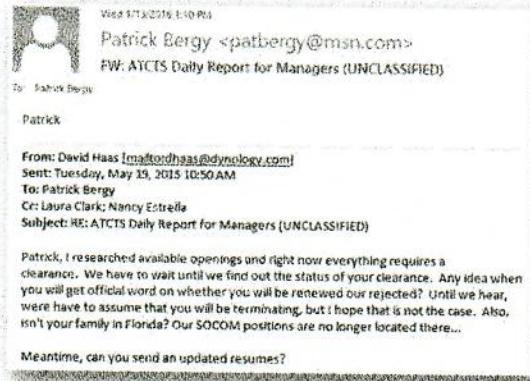 Wed 1/13/2016 1:10 PM
Patrick Bergy <patbergy@msn.com>
FW: ATCTS Daily Report for Managers (UNCLASSIFIED)
To: Patrick Bergy
Patrick
From: David Haas [mailto:dhaas@dynology.com]
Sent: Tuesday, May 19, 2015 10:50 AM
To: Patrick Bergy
Cc: Laura Clark; Nancy Estrella
Subject: RE: ATCTS Daily Report for Managers (UNCLASSIFIED)
Patrick, I researched available openings and right now everything requires a
clearance. We have to wait until we find out the status of your clearance. Any idea when
you will get official word on whether you will be renewed our rejected? Until we hear,
were have to assume that you will be terminating, but I hope that is not the case. Also,
isn't your family in Florida? Our SOCOM positions are no longer located there...
Meantime, can you send an updated resumes?